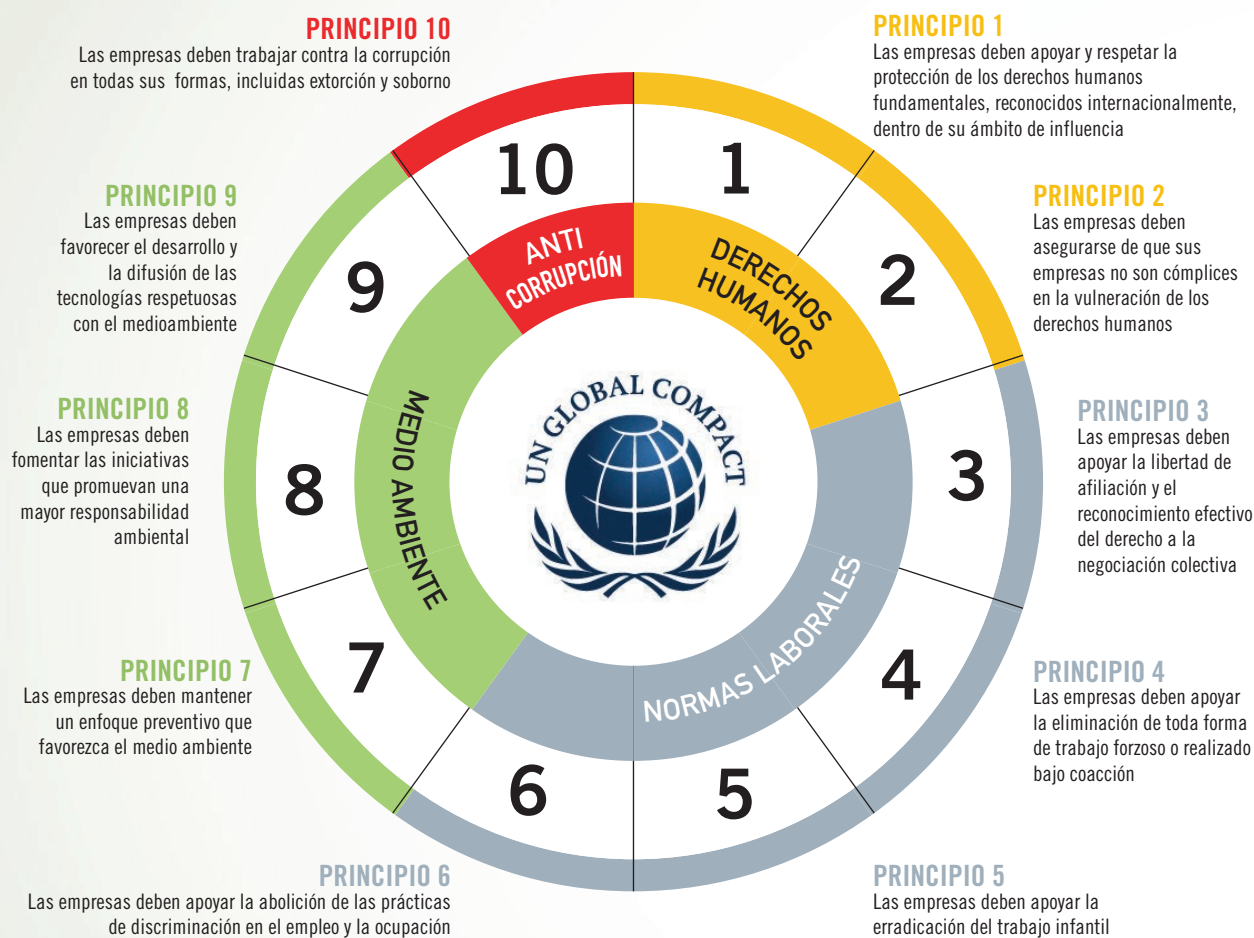 PRINCIPIO 10
Las empresas deben trabajar contra la corrupción
en todas sus formas, incluidas extorción y soborno
PRINCIPIO 1
Las empresas deben apoyar y respetar la
protección de los derechos humanos
fundamentales, reconocidos internacionalmente,
dentro de su ámbito de influencia
PRINCIPIO 2
Las empresas deben
asegurarse de que sus
empresas no son cómplices
en la vulneración de los
derechos humanos
PRINCIPIO 3
Las empresas deben
apoyar la libertad de
afiliación y el
reconocimiento efectivo
del derecho a la
negociación colectiva
PRINCIPIO 4
Las empresas deben apoyar
la eliminación de toda forma
de trabajo forzoso o realizado
bajo coacción
PRINCIPIO 5
Las empresas deben apoyar la
erradicación del trabajo infantil
PRINCIPIO 6
Las empresas deben apoyar la abolición de las prácticas
de discriminación en el empleo y la ocupación
PRINCIPIO 7
Las empresas deben mantener
un enfoque preventivo que
favorezca el medio ambiente
PRINCIPIO 8
Las empresas deben
fomentar las iniciativas
que promuevan una
mayor responsabilidad
ambiental
PRINCIPIO 9
Las empresas deben
favorecer el desarrollo y
la difusión de las
tecnologías respetuosas
con el medioambiente
10
1
2
3
4
5
6
7
8
9
ANTI
CORRUPCIÓN
DERECHOS
HUMANOS
NORMAS LABORALES
MEDIO AMBIENTE
UN GLOBAL COMPACT